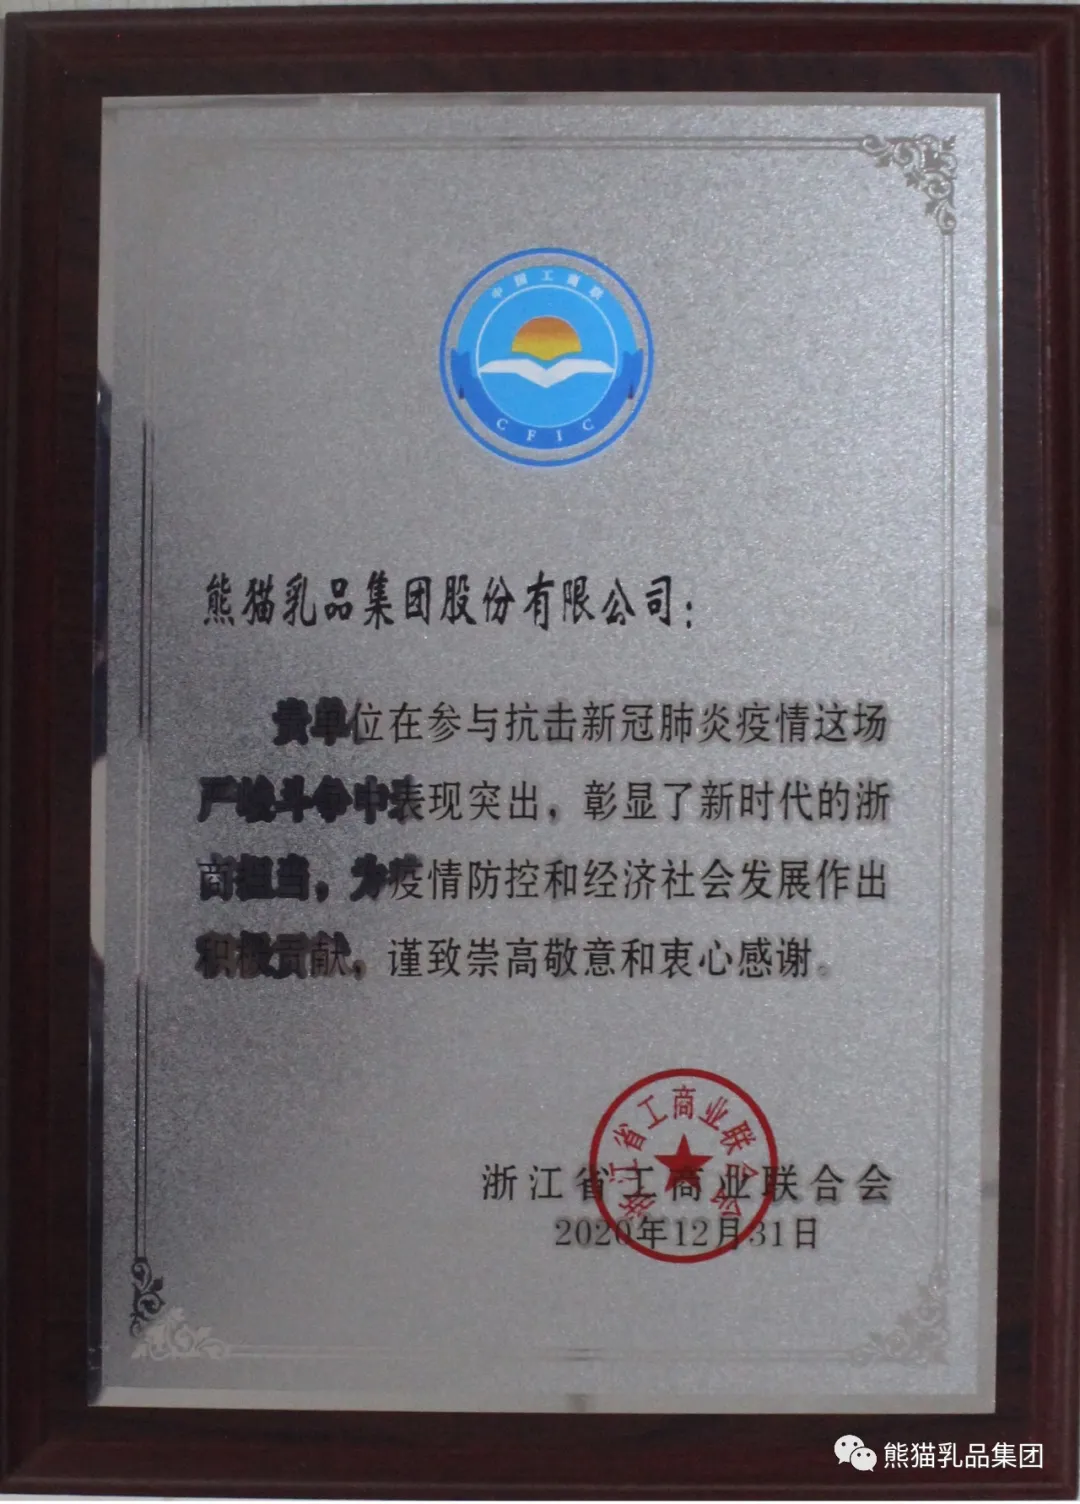 中国工商联
CFIC
熊猫乳品集团股份有限公司：
贵单位在参与抗击新冠肺炎疫情这场
严峻斗争中表现突出，彰显了新时代的浙
商担当，为疫情防控和经济社会发展作出
积极贡献，谨致崇高敬意和衷心感谢。
浙江省工商业联合会
浙江省工商业联合会
2020年12月31日
熊猫乳品集团